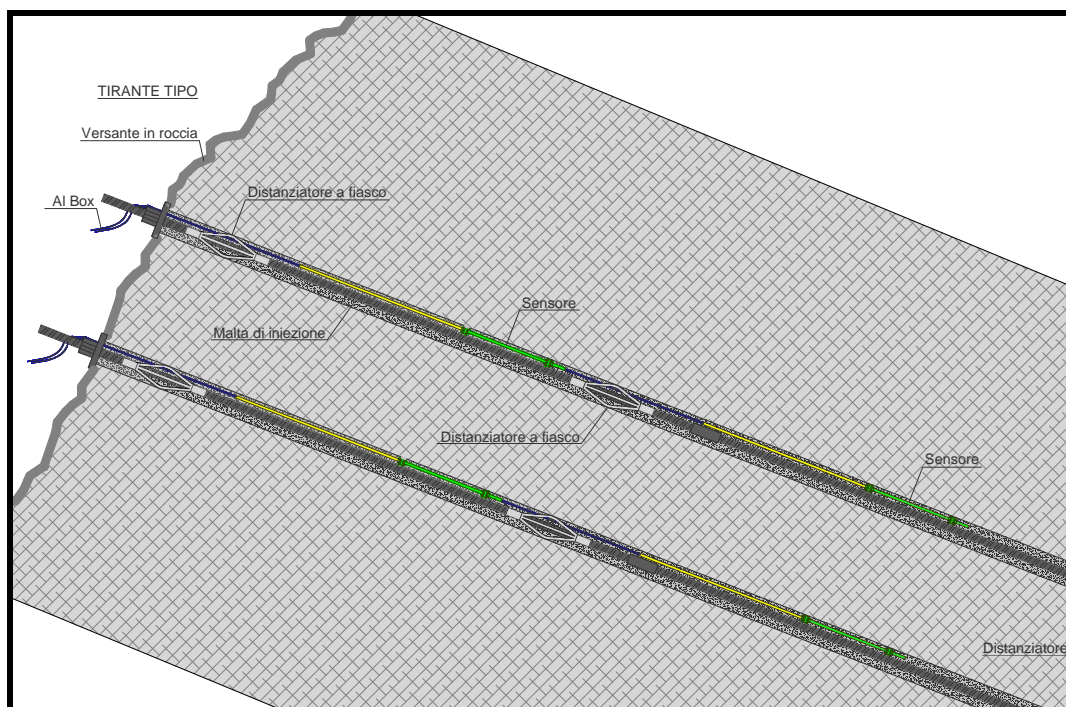 TIRANTE TIPO
Versante in roccia
Distanziatore a fiasco
Al Box
Sensore
Malta di iniezione
Distanziatore a fiasco
Sensore
Distanziatore